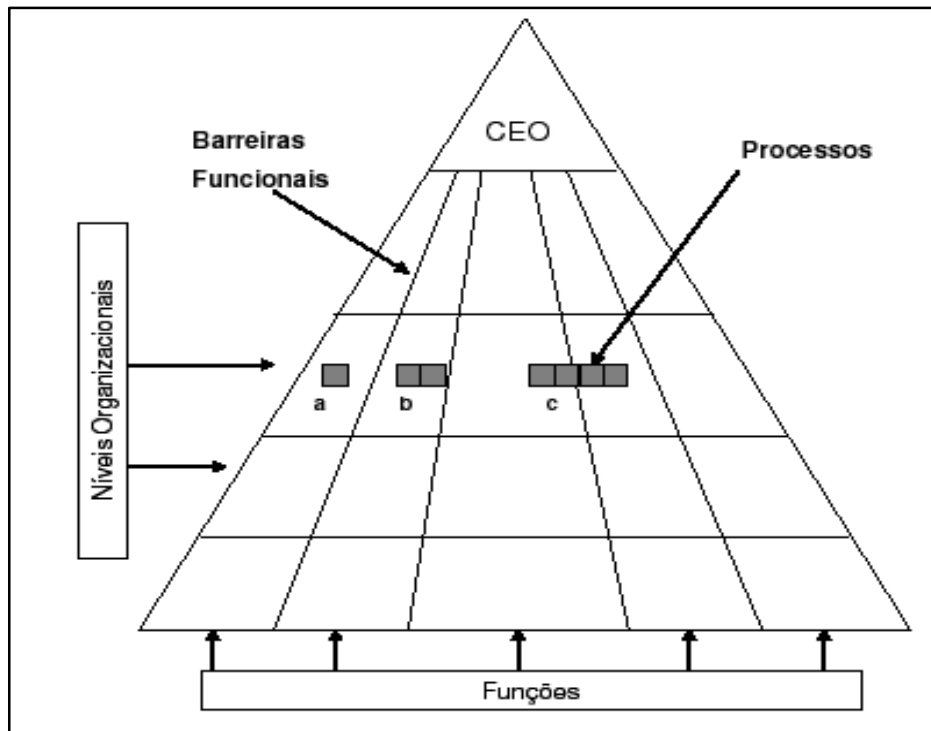 CEO
Barreiras
Funcionais
Processos
Níveis Organizacionais
a
b
c
Funções